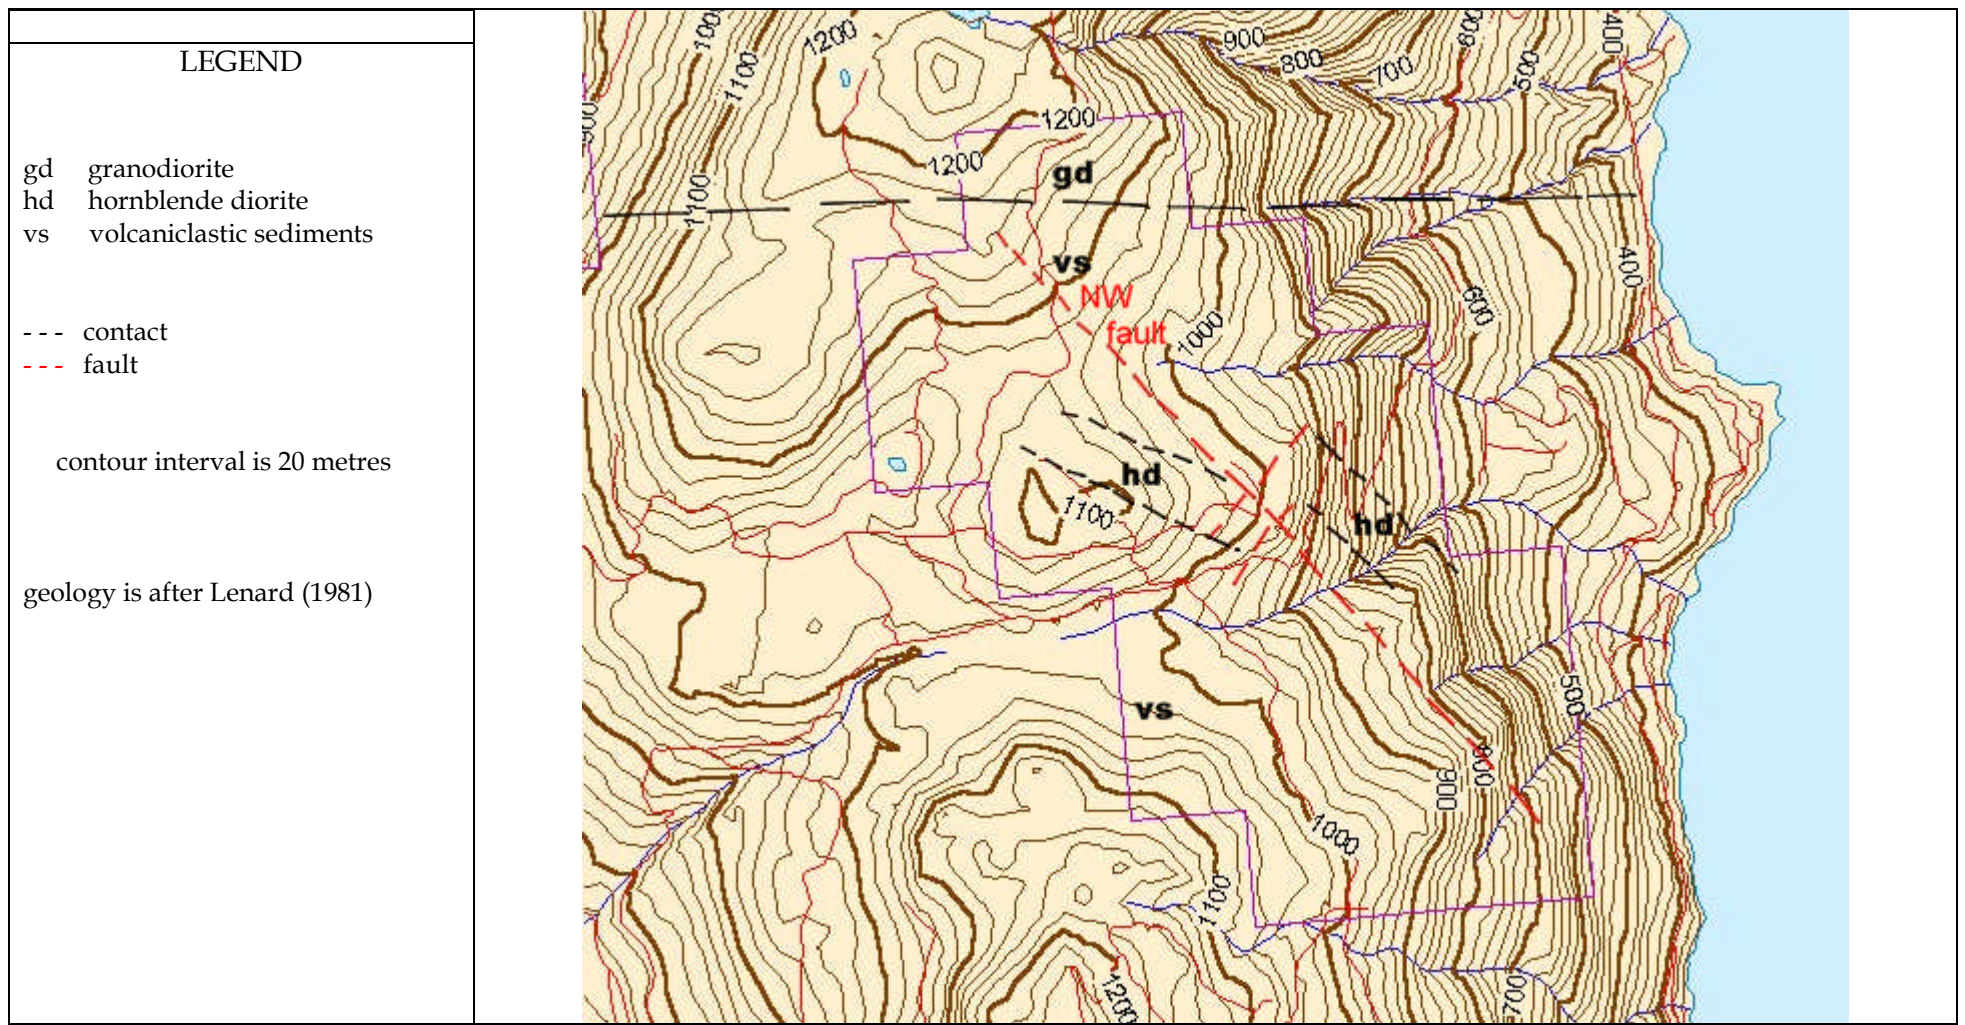 LEGEND
gd granodiorite
hd hornblende diorite
vs volcaniclastic sediments
- - - contact
- - - fault
contour interval is 20 metres
geology is after Lenard (1981)
1200
1100
900
800
700
800
500
400
1200
1200
gd
1100
vs
NW
fault
1000
600
400
hd
1100
hd
vs
500
900
800
1000
1100
1200
700